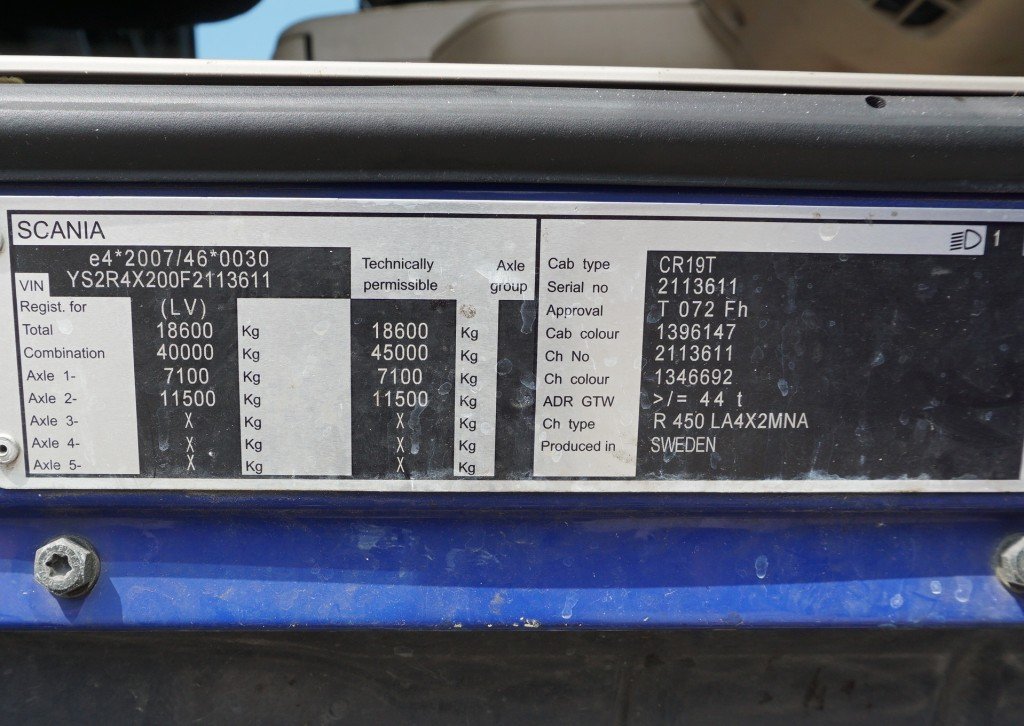 SCANIA
e4*2007/46*0030
VIN YS2R4X200F2113611
Technically permissible
Axle group
Regist. for (LV)
Total 18600 Kg 18600 Kg
Combination 40000 Kg 45000 Kg
Axle 1- 7100 Kg 7100 Kg
Axle 2- 11500 Kg 11500 Kg
Axle 3- X Kg X Kg
Axle 4- X Kg X Kg
Axle 5- X Kg X Kg
1
Cab type CR19T
Serial no 2113611
Approval T 072 Fh
Cab colour 1396147
Ch No 2113611
Ch colour 1346692
ADR GTW >/= 44 t
Ch type R 450 LA4X2MNA
Produced in SWEDEN